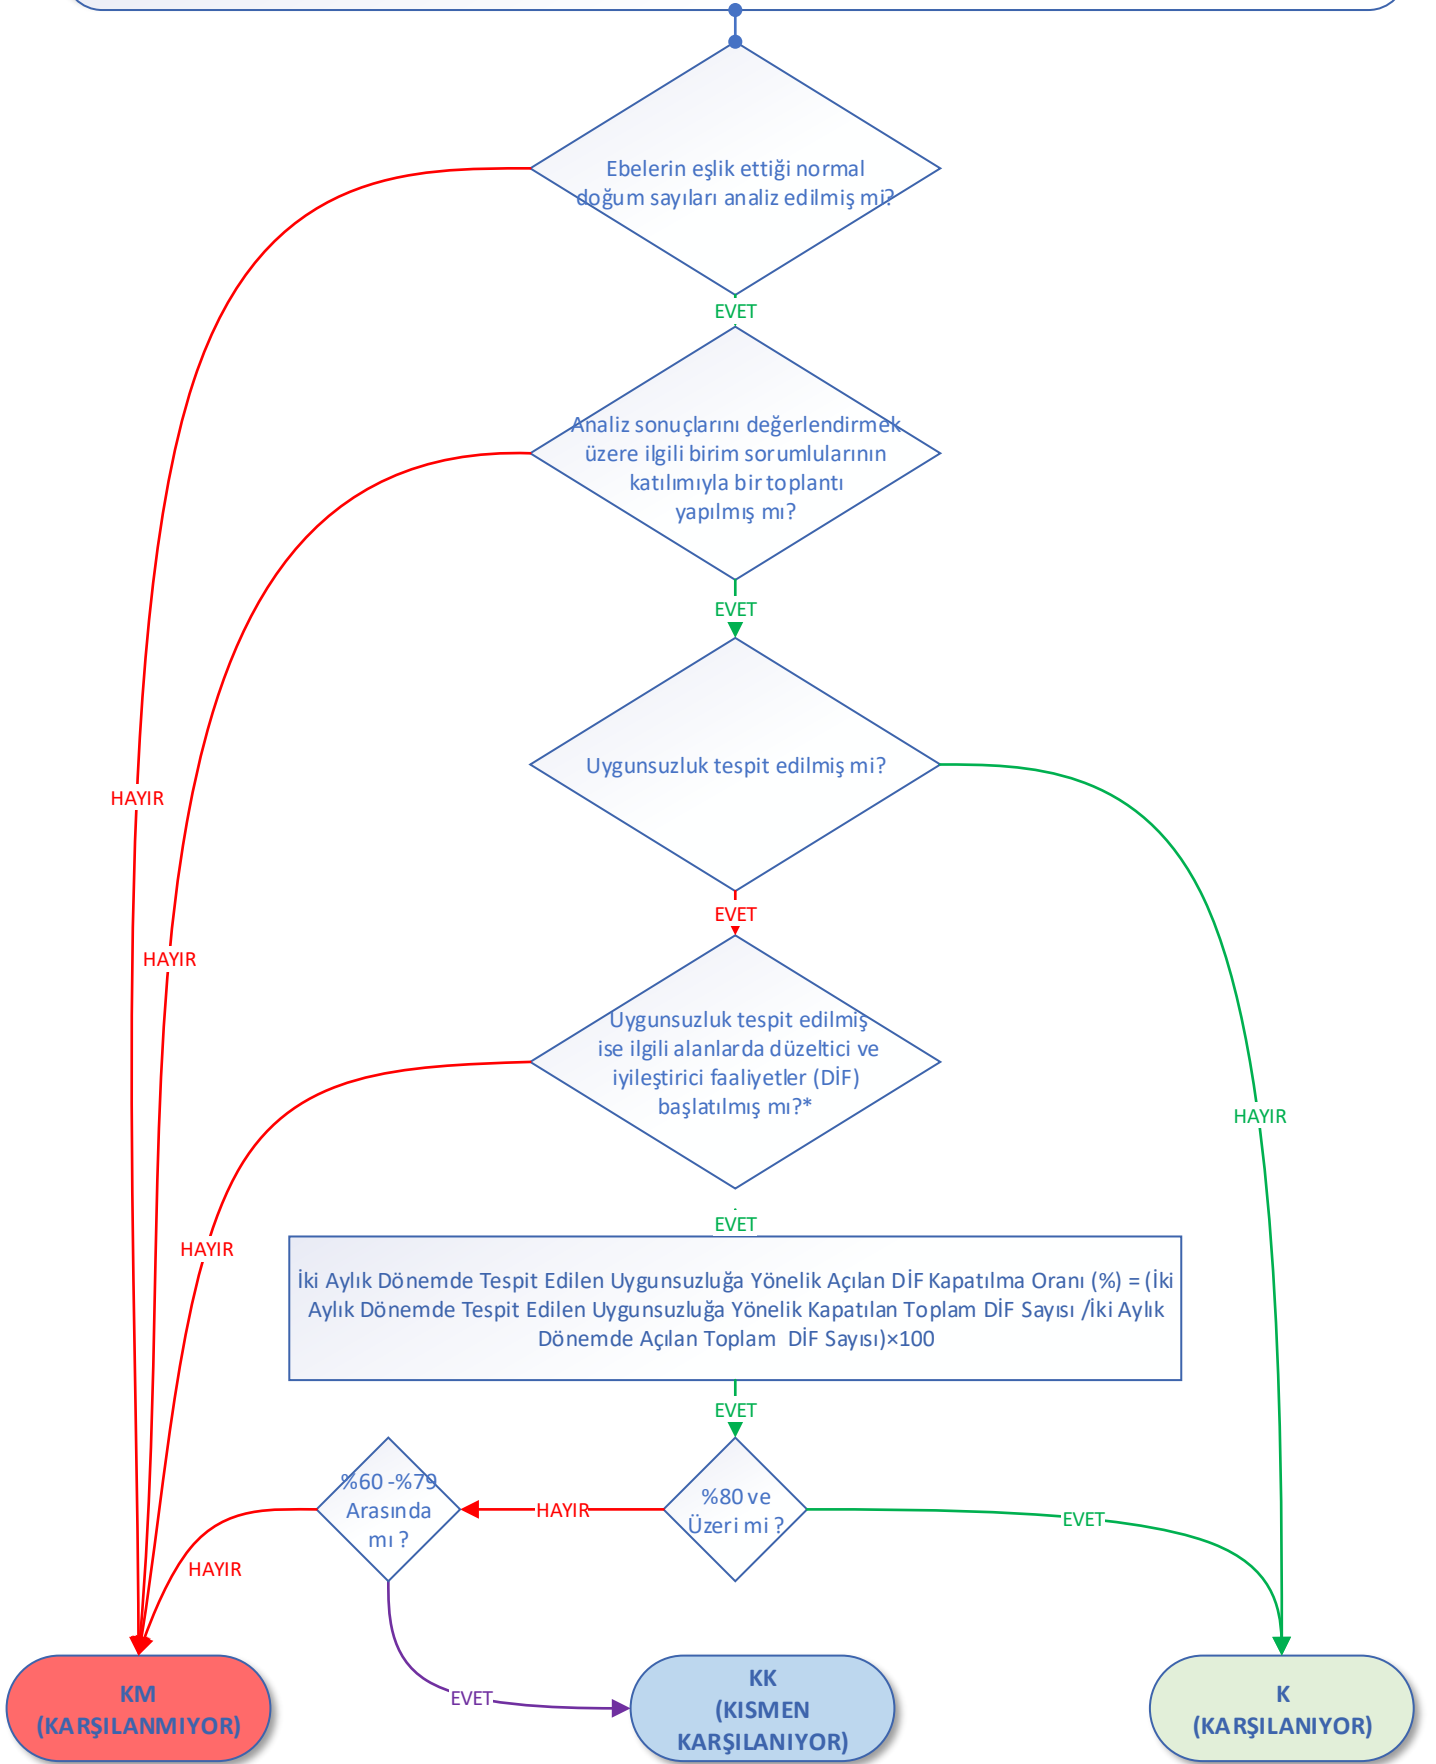 Ebelerin eşlik ettiği normal
doğum sayıları analiz edilmiş mi?
EVET
Analiz sonuçlarını değerlendirmek
üzere ilgili birim sorumlularının
katılımıyla bir toplantı
yapılmış mı?
EVET
Uygunsuzluk tespit edilmiş mi?
HAYIR
EVET
HAYIR
Uygunsuzluk tespit edilmiş
ise ilgili alanlarda düzeltici ve
iyileştirici faaliyetler (DİF)
başlatılmış mı?*
HAYIR
EVET
HAYIR
İki Aylık Dönemde Tespit Edilen Uygunsuzluğa Yönelik Açılan DİF Kapatılma Oranı (%) = (İki
Aylık Dönemde Tespit Edilen Uygunsuzluğa Yönelik Kapatılan Toplam DİF Sayısı /İki Aylık
Dönemde Açılan Toplam DİF Sayısı)×100
EVET
%60 -%79
Arasında
mı ?
HAYIR
%80 ve
Üzeri mi ?
EVET
HAYIR
EVET
KM
(KARŞILANMIYOR)
KK
(KISMEN
KARŞILANIYOR)
K
(KARŞILANIYOR)